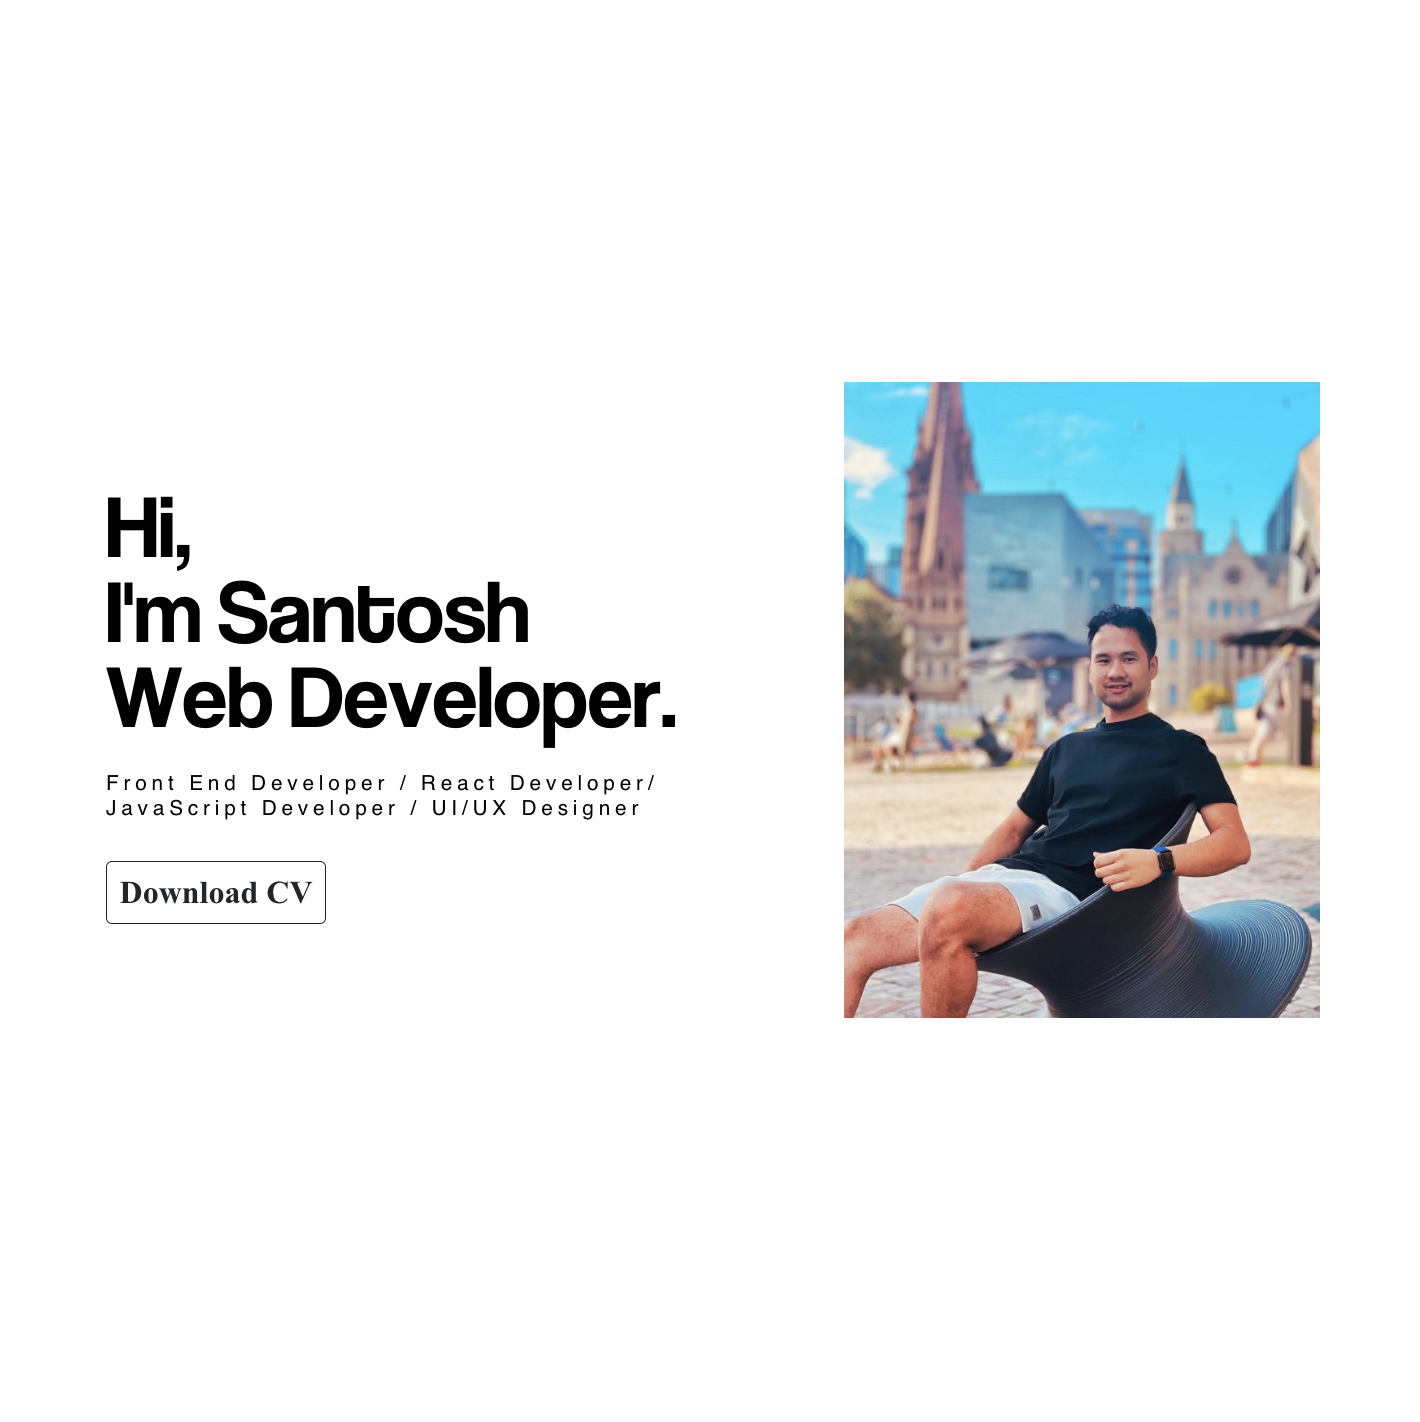 Hi,
I'm Santosh
Web Developer.
Front End Developer / React Developer/
JavaScript Developer / UI/UX Designer
Download CV